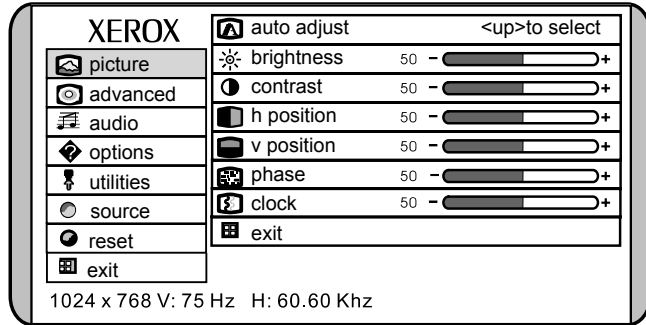 XEROX
picture
advanced
audio
options
utilities
source
reset
exit
auto adjust <up>to select
brightness 50 - +
contrast 50 - +
h position 50 - +
v position 50 - +
phase 50 - +
clock 50 - +
exit
1024 x 768 V: 75 Hz H: 60.60 Khz